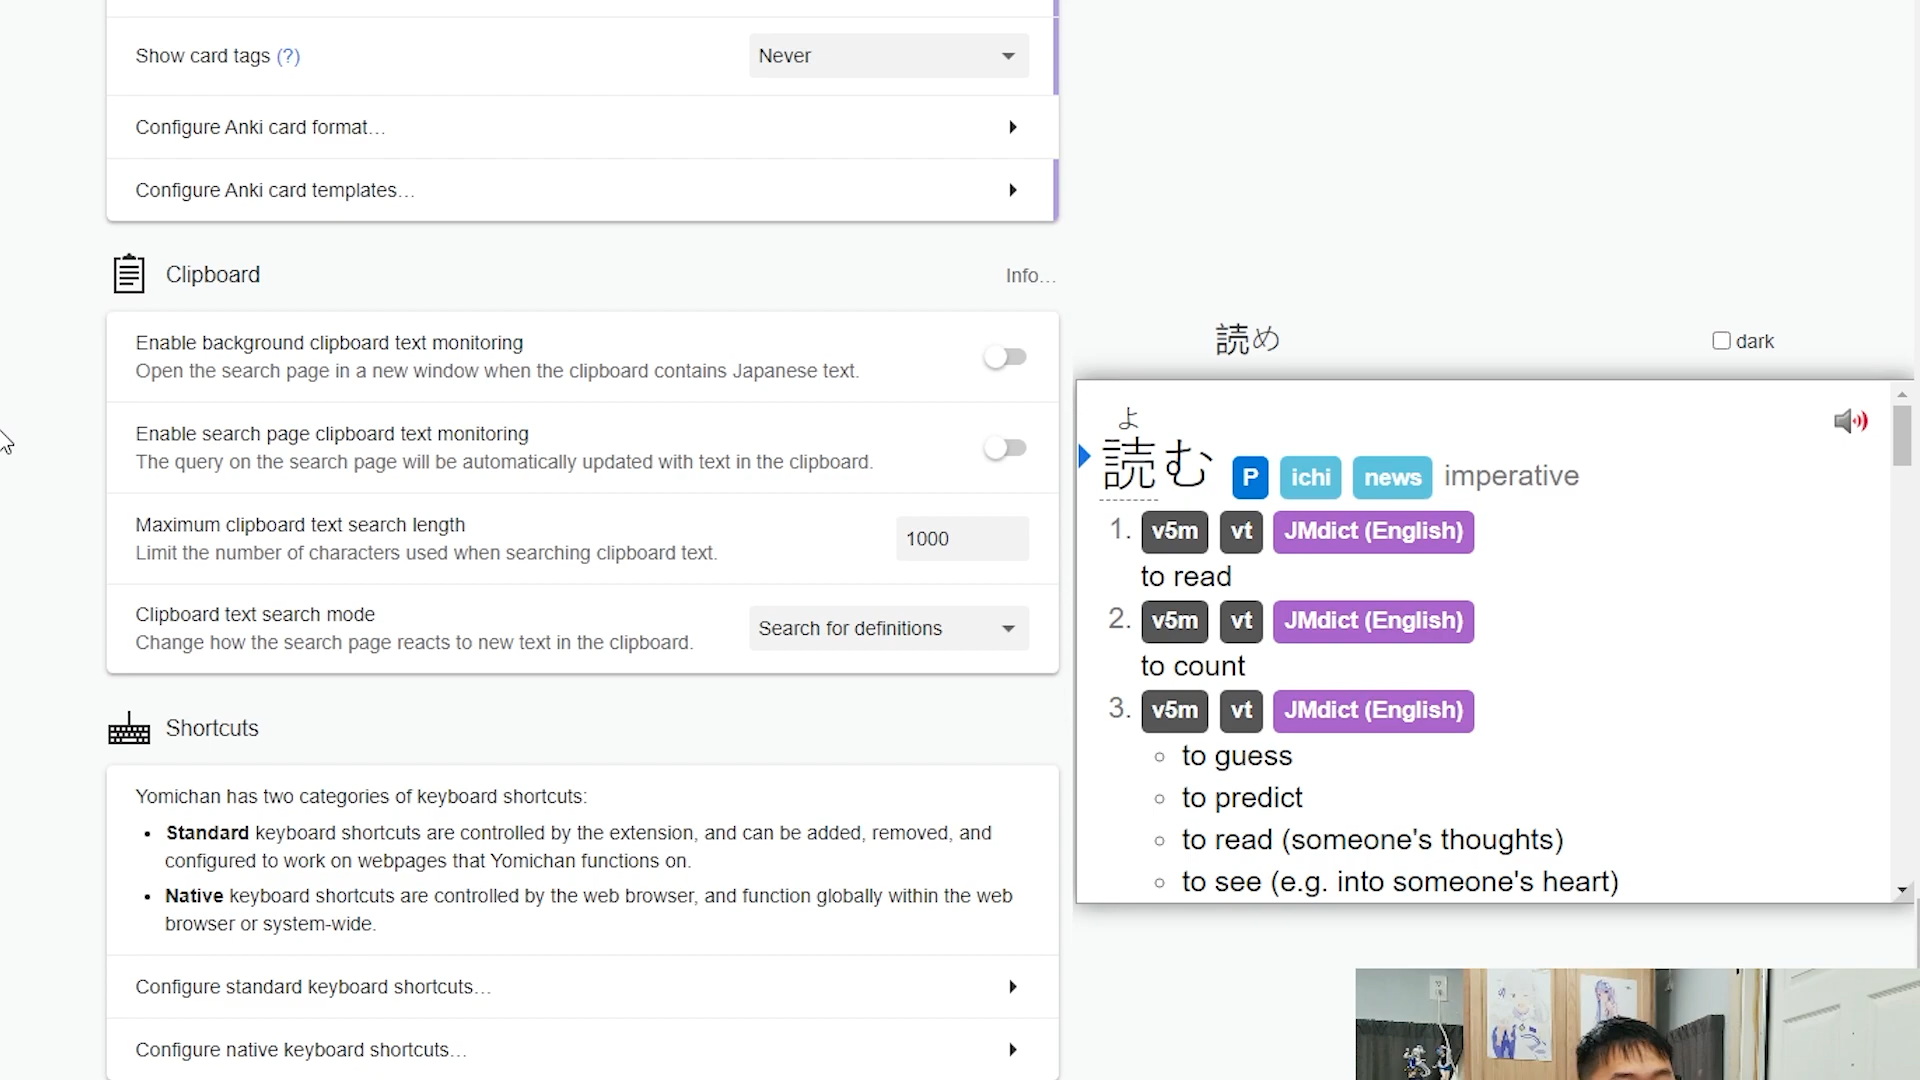 Show card tags (?)
Never
Configure Anki card format…
Configure Anki card templates…
Clipboard
Info…
Enable background clipboard text monitoring
Open the search page in a new window when the clipboard contains Japanese text.
Enable search page clipboard text monitoring
The query on the search page will be automatically updated with text in the clipboard.
Maximum clipboard text search length
Limit the number of characters used when searching clipboard text.
1000
Clipboard text search mode
Change how the search page reacts to new text in the clipboard.
Search for definitions
Shortcuts
Yomichan has two categories of keyboard shortcuts:
• Standard keyboard shortcuts are controlled by the extension, and can be added, removed, and
configured to work on webpages that Yomichan functions on.
• Native keyboard shortcuts are controlled by the web browser, and function globally within the web
browser or system-wide.
Configure standard keyboard shortcuts…
Configure native keyboard shortcuts…
読め
dark
よ
読む P ichi news imperative
1. v5m vt JMdict (English)
to read
2. v5m vt JMdict (English)
to count
3. v5m vt JMdict (English)
to guess
to predict
to read (someone's thoughts)
to see (e.g. into someone's heart)